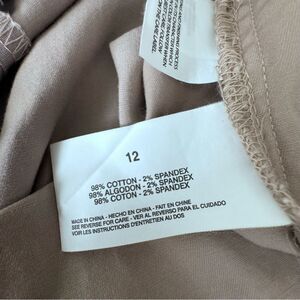 12
98% COTTON - 2% SPANDEX
98% ALGODON - 2% SPANDEX
98% COTON - 2% SPANDEX
MADE IN CHINA - HECHO EN CHINA - FAIT EN CHINE
SEE REVERSE FOR CARE - VER AL REVERSO PARA EL CUIDADO
VOIR LES INSTRUCTIONS D'ENTRETIEN AU DOS